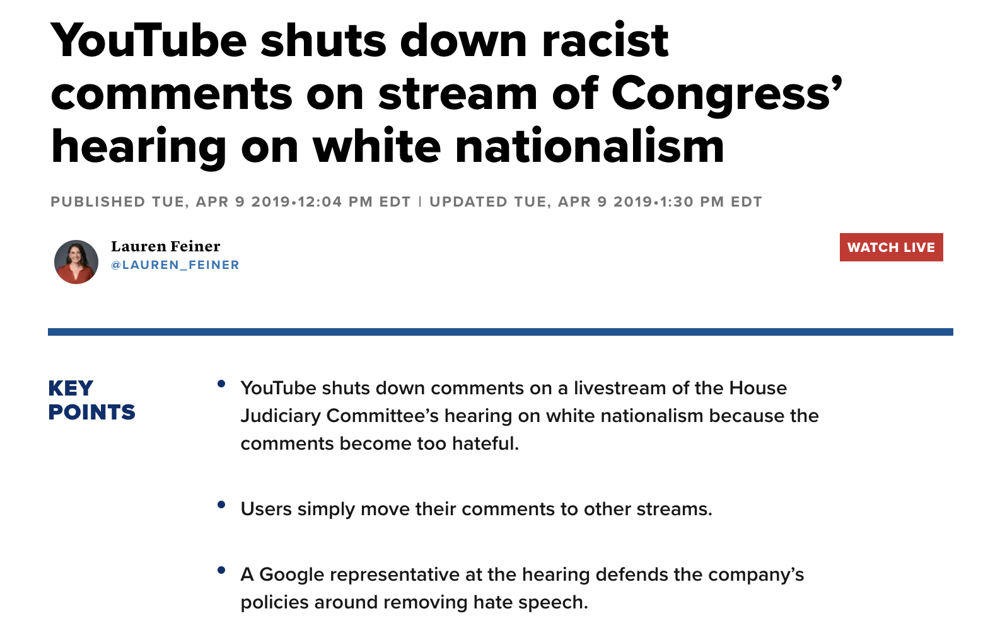 YouTube shuts down racist
comments on stream of Congress’
hearing on white nationalism
PUBLISHED TUE, APR 9 2019•12:04 PM EDT | UPDATED TUE, APR 9 2019•1:30 PM EDT
Lauren Feiner
@LAUREN_FEINER
WATCH LIVE
KEY
POINTS
• YouTube shuts down comments on a livestream of the House
Judiciary Committee’s hearing on white nationalism because the
comments become too hateful.
• Users simply move their comments to other streams.
• A Google representative at the hearing defends the company’s
policies around removing hate speech.